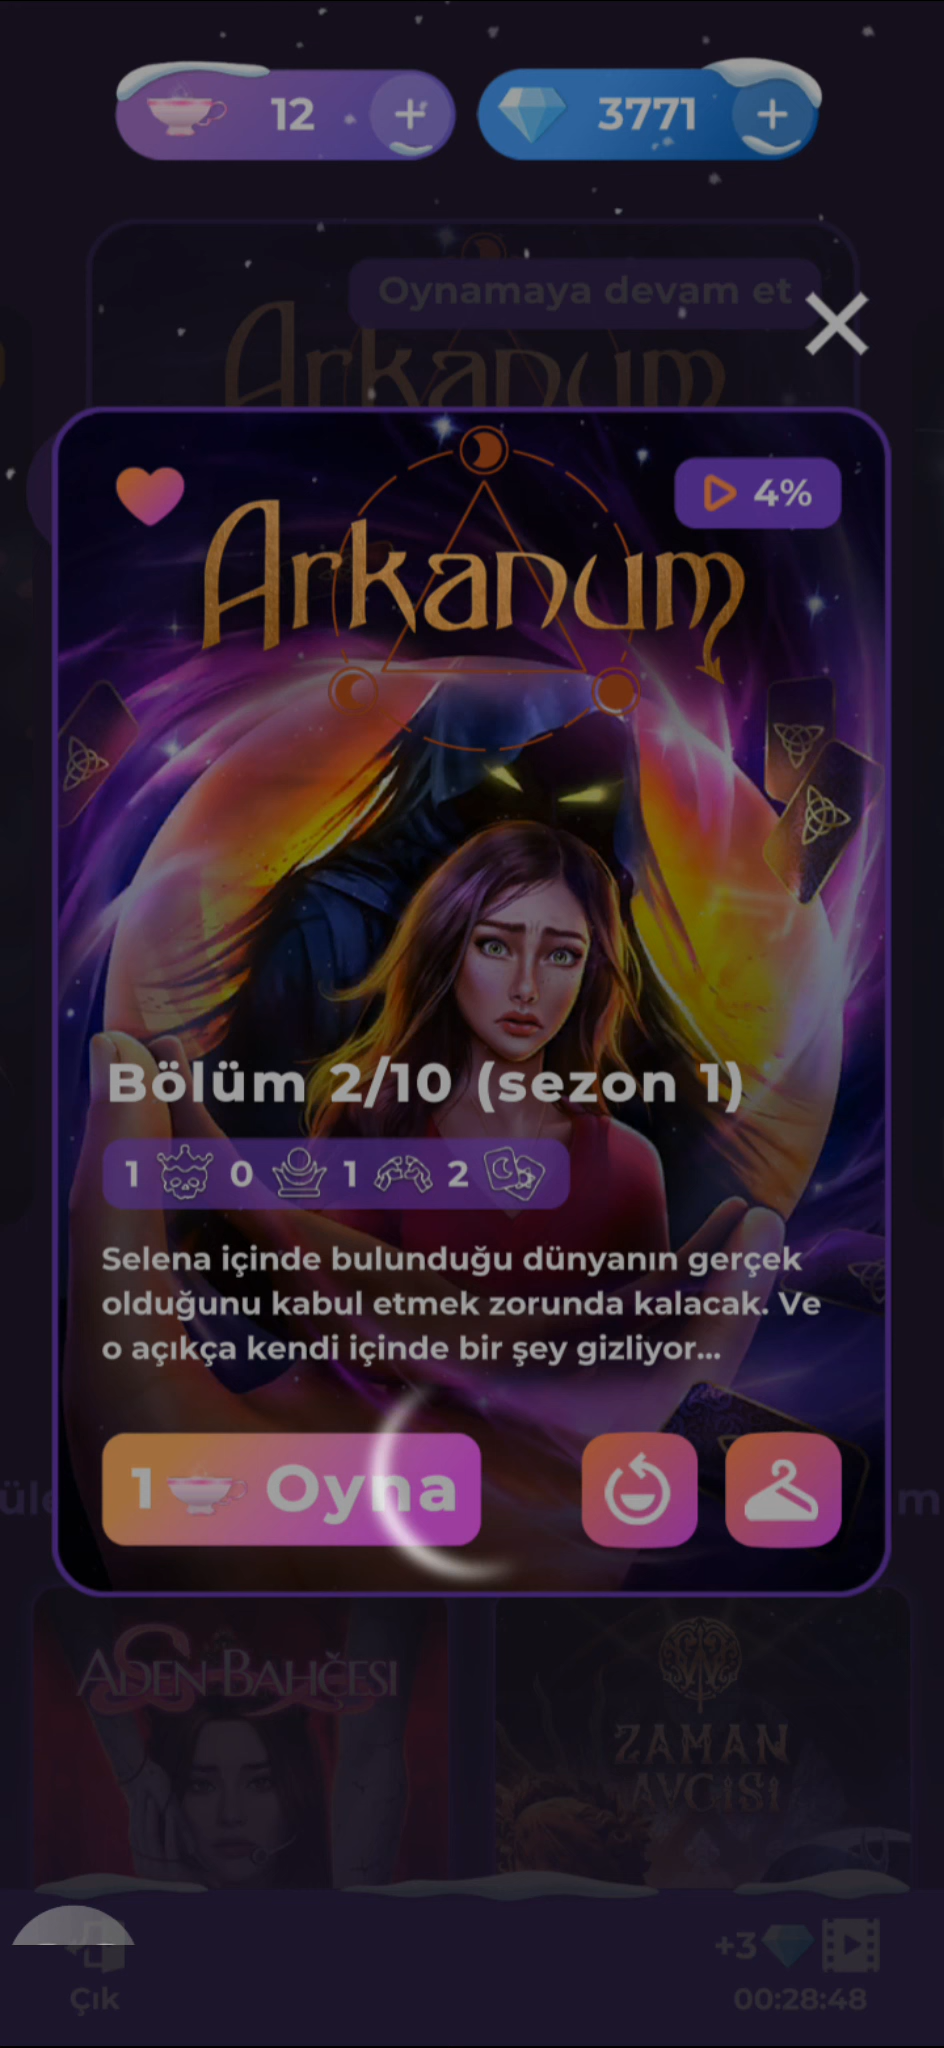 12
3771
Oynamaya devam et
Arkanum
4%
Arkanum
Bölüm 2/10 (sezon 1)
1 0 1 2
Selena içinde bulunduğu dünyanın gerçek
olduğunu kabul etmek zorunda kalacak. Ve
o açıkça kendi içinde bir şey gizliyor...
1 Oyna
ADEN BAHČESI
ZAMAN
AVCISI
+3
Çık
00:28:48